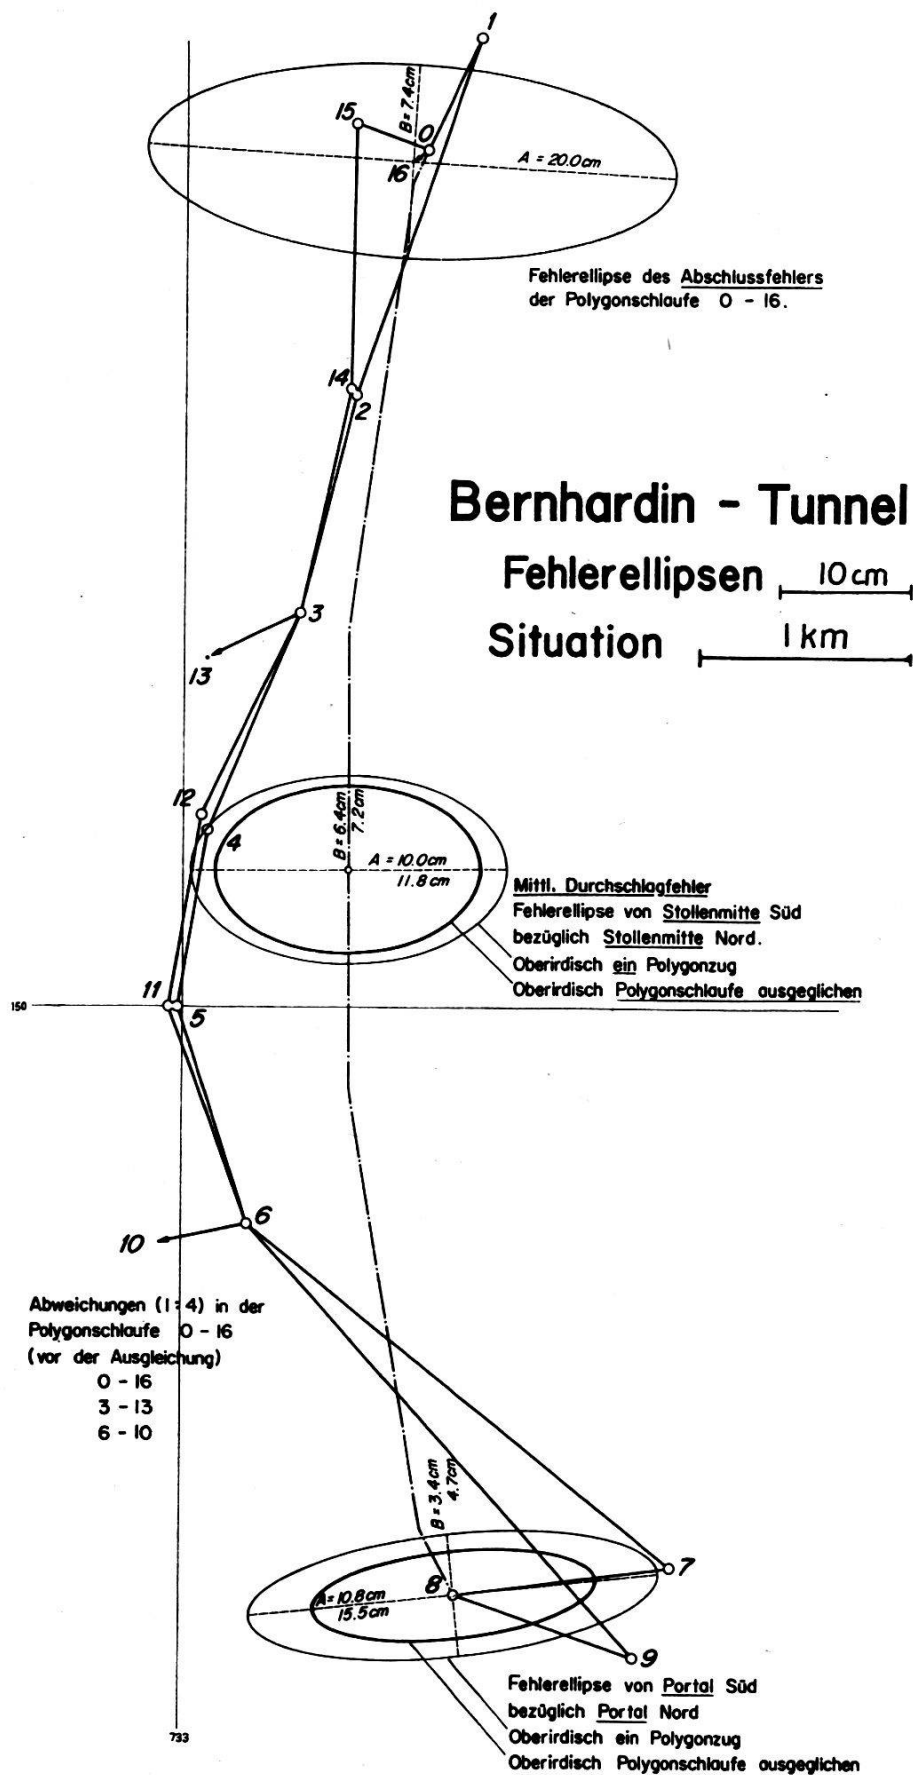 1
15
B = 7.4cm
0
16
A = 20.0cm
Fehlerellipse des Abschlussfehlers
der Polygonschlaufe 0 - 16.
14
2
Bernhardin - Tunnel
Fehlerellipsen 10 cm
Situation 1 km
3
13
12
4
B = 6.4cm
7.2cm
A = 10.0cm
11.8cm
Mittl. Durchschlagfehler
Fehlerellipse von Stollenmitte Süd
bezüglich Stollenmitte Nord.
Oberirdisch ein Polygonzug
Oberirdisch Polygonschlaufe ausgeglichen
150
11
5
6
10
Abweichungen (1:4) in der
Polygonschlaufe 0 - 16
(vor der Ausgleichung)
0 - 16
3 - 13
6 - 10
B = 3.4cm
4.7cm
7
8
A = 10.8cm
15.5cm
9
Fehlerellipse von Portal Süd
bezüglich Portal Nord
Oberirdisch ein Polygonzug
Oberirdisch Polygonschlaufe ausgeglichen
733